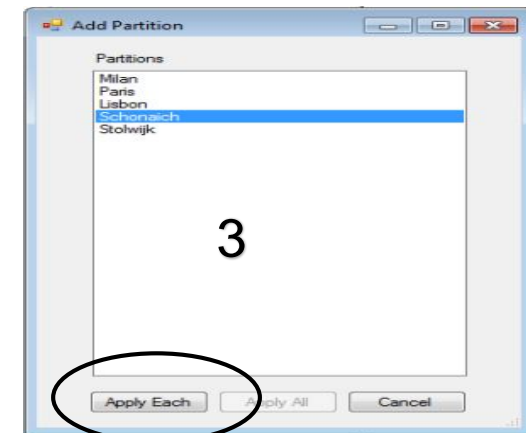 Add Partition
Partitions
Milan
Paris
Lisbon
Schonaich
Stolwijk
3
Apply Each Apply All Cancel